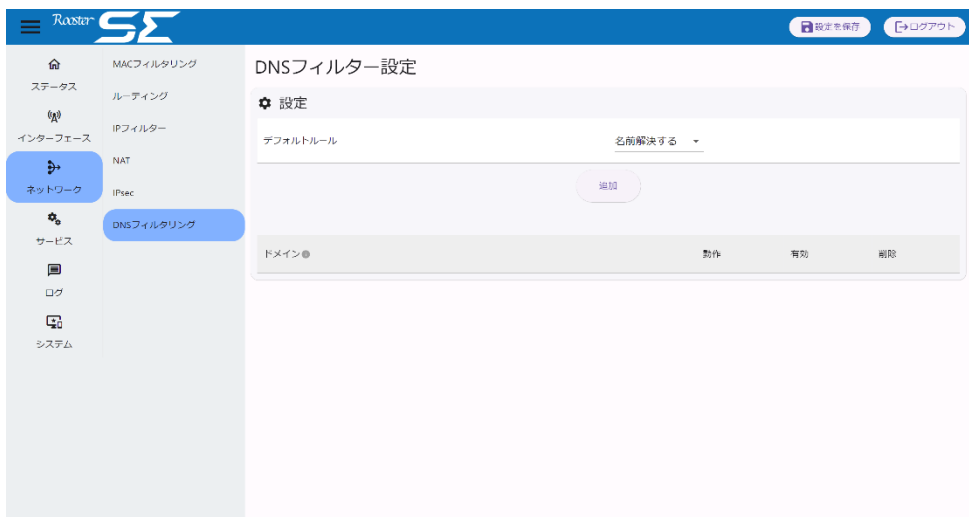 Rooster SE
設定を保存
ログアウト
ステータス
インターフェース
ネットワーク
サービス
ログ
システム
MACフィルタリング
ルーティング
IPフィルター
NAT
IPsec
DNSフィルタリング
DNSフィルター設定
設定
デフォルトルール 名前解決する
追加
ドメイン 動作 有効 削除